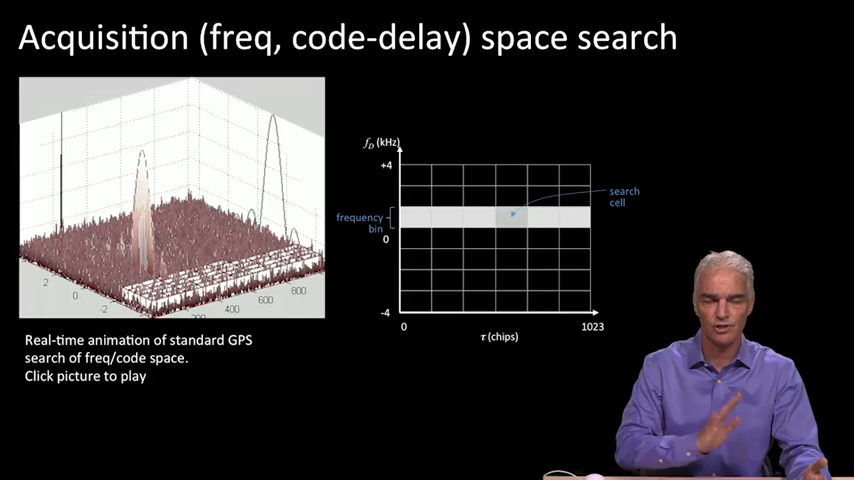 Acquisition (freq, code-delay) space search
2
0
-2
200
400
600
800
Real-time animation of standard GPS
search of freq/code space.
Click picture to play
f_D (kHz)
+4
frequency
bin
0
-4
search
cell
0
1023
τ (chips)